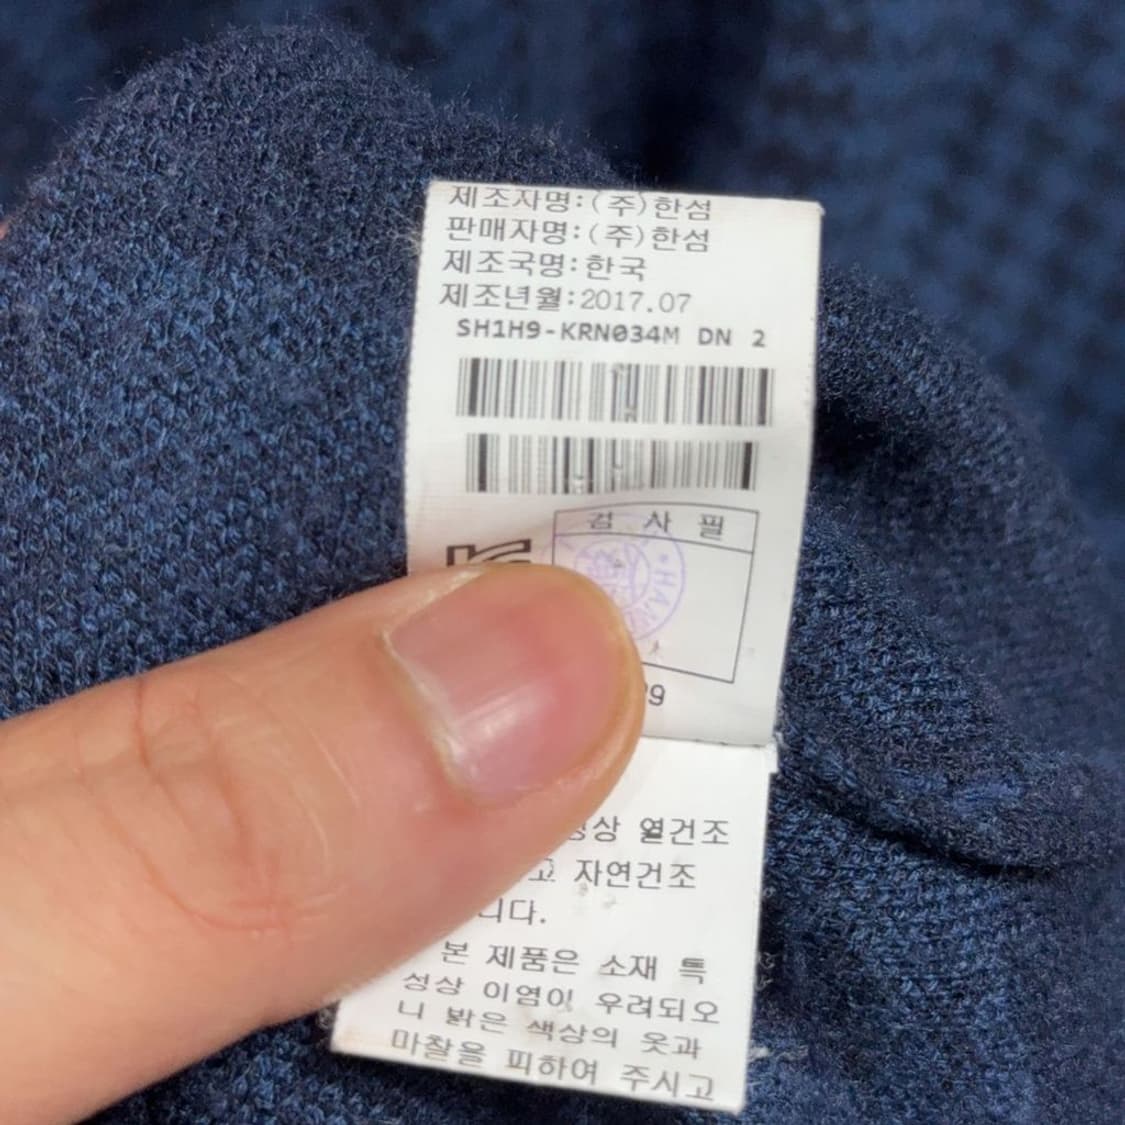 제조자명:(주)한섬
판매자명:(주)한섬
제조국명:한국
제조년월:2017.07
SH1H9-KRN034M DN 2
검 사 필
9
상 열건조
고 자연건조
니다.
본 제품은 소재 특
성상 이염이 우려되오
니 밝은 색상의 옷과
마찰을 피하여 주시고